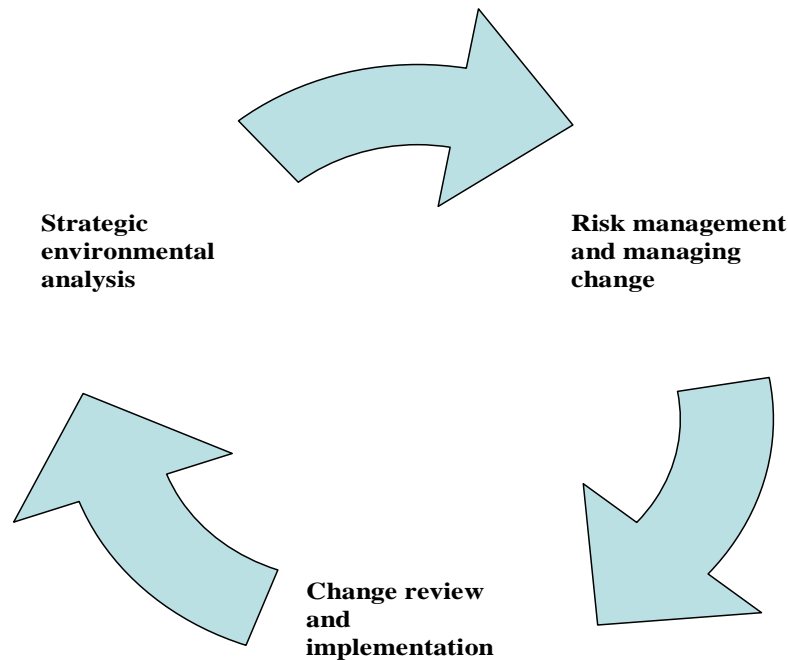 Strategic
environmental
analysis
Risk management
and managing
change
Change review
and
implementation